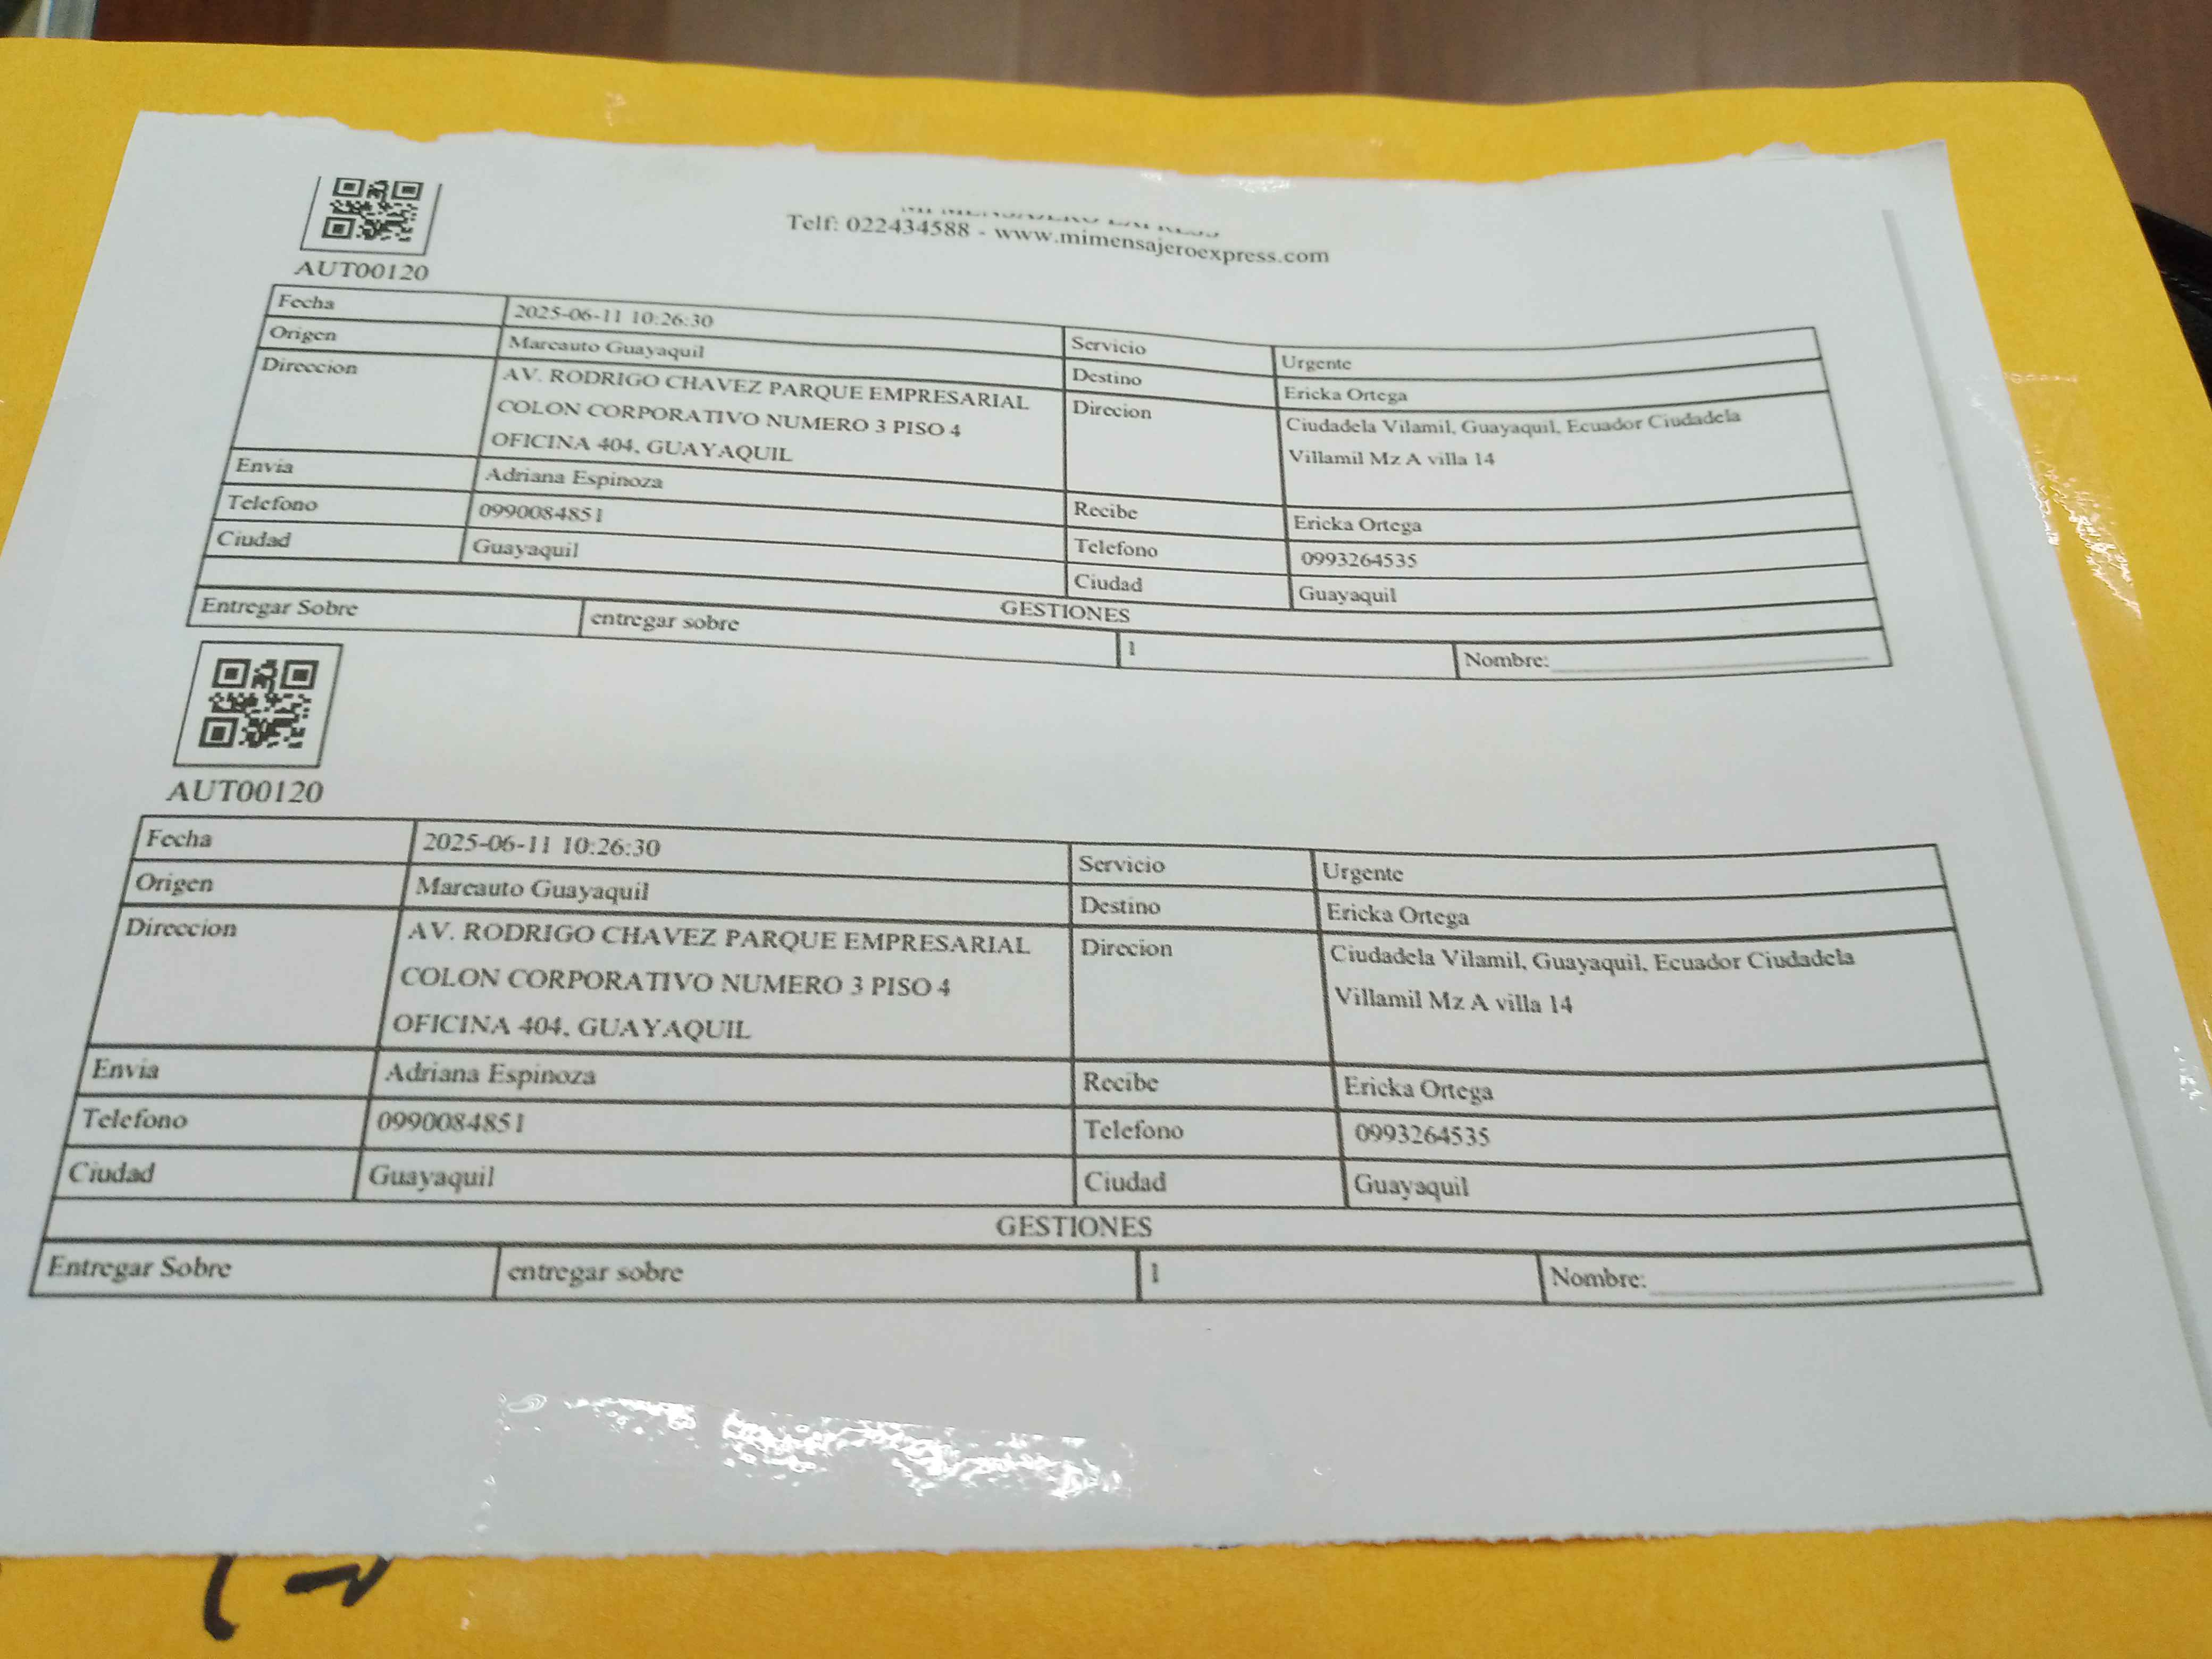 MI MENSAJERO EXPRESS
Telf: 022434588 - www.mimensajeroexpress.com
AUT00120
Fecha 2025-06-11 10:26:30 Servicio Urgente
Origen Marcauto Guayaquil Destino Ericka Ortega
Direccion AV. RODRIGO CHAVEZ PARQUE EMPRESARIAL Direcion Ciudadela Vilamil, Guayaquil, Ecuador Ciudadela
COLON CORPORATIVO NUMERO 3 PISO 4 Villamil Mz A villa 14
OFICINA 404, GUAYAQUIL
Envia Adriana Espinoza Recibe Ericka Ortega
Telefono 0990084851 Telefono 0993264535
Ciudad Guayaquil Ciudad Guayaquil
GESTIONES
Entregar Sobre entregar sobre 1 Nombre:
AUT00120
Fecha 2025-06-11 10:26:30 Servicio Urgente
Origen Marcauto Guayaquil Destino Ericka Ortega
Direccion AV. RODRIGO CHAVEZ PARQUE EMPRESARIAL Direcion Ciudadela Vilamil, Guayaquil, Ecuador Ciudadela
COLON CORPORATIVO NUMERO 3 PISO 4 Villamil Mz A villa 14
OFICINA 404, GUAYAQUIL
Envia Adriana Espinoza Recibe Ericka Ortega
Telefono 0990084851 Telefono 0993264535
Ciudad Guayaquil Ciudad Guayaquil
GESTIONES
Entregar Sobre entregar sobre 1 Nombre: